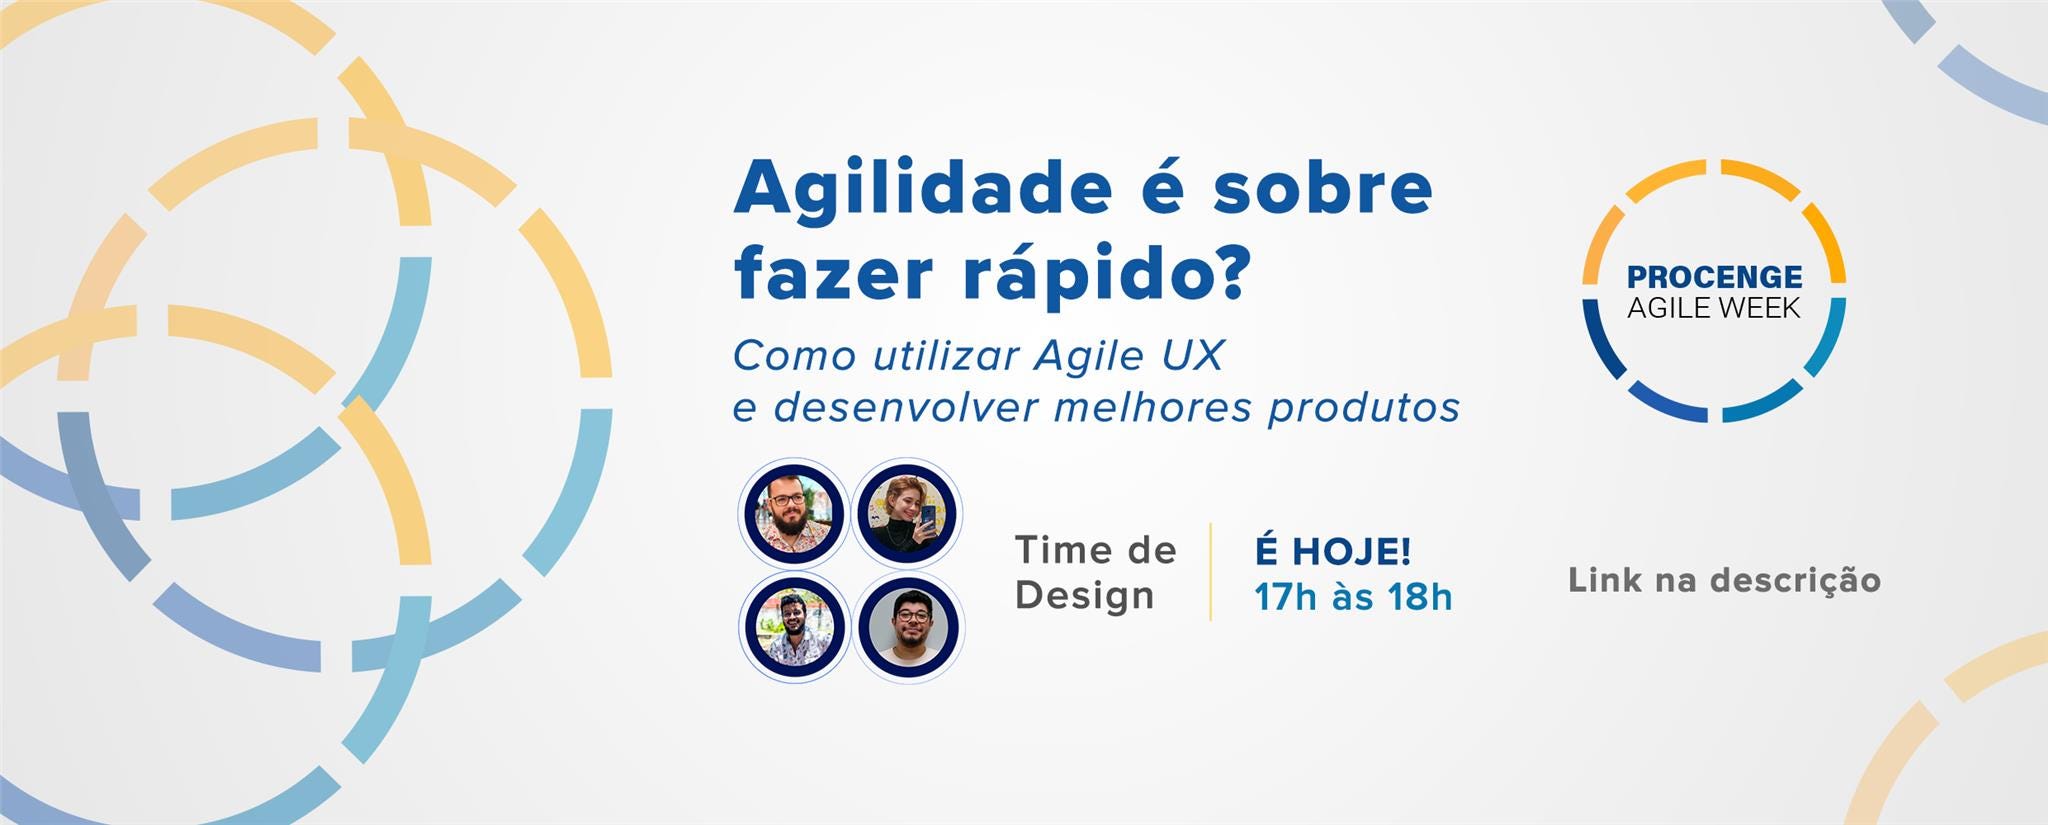 Agilidade é sobre
fazer rápido?
Como utilizar Agile UX
e desenvolver melhores produtos
Time de
Design
É HOJE!
17h às 18h
PROCENGE
AGILE WEEK
Link na descrição